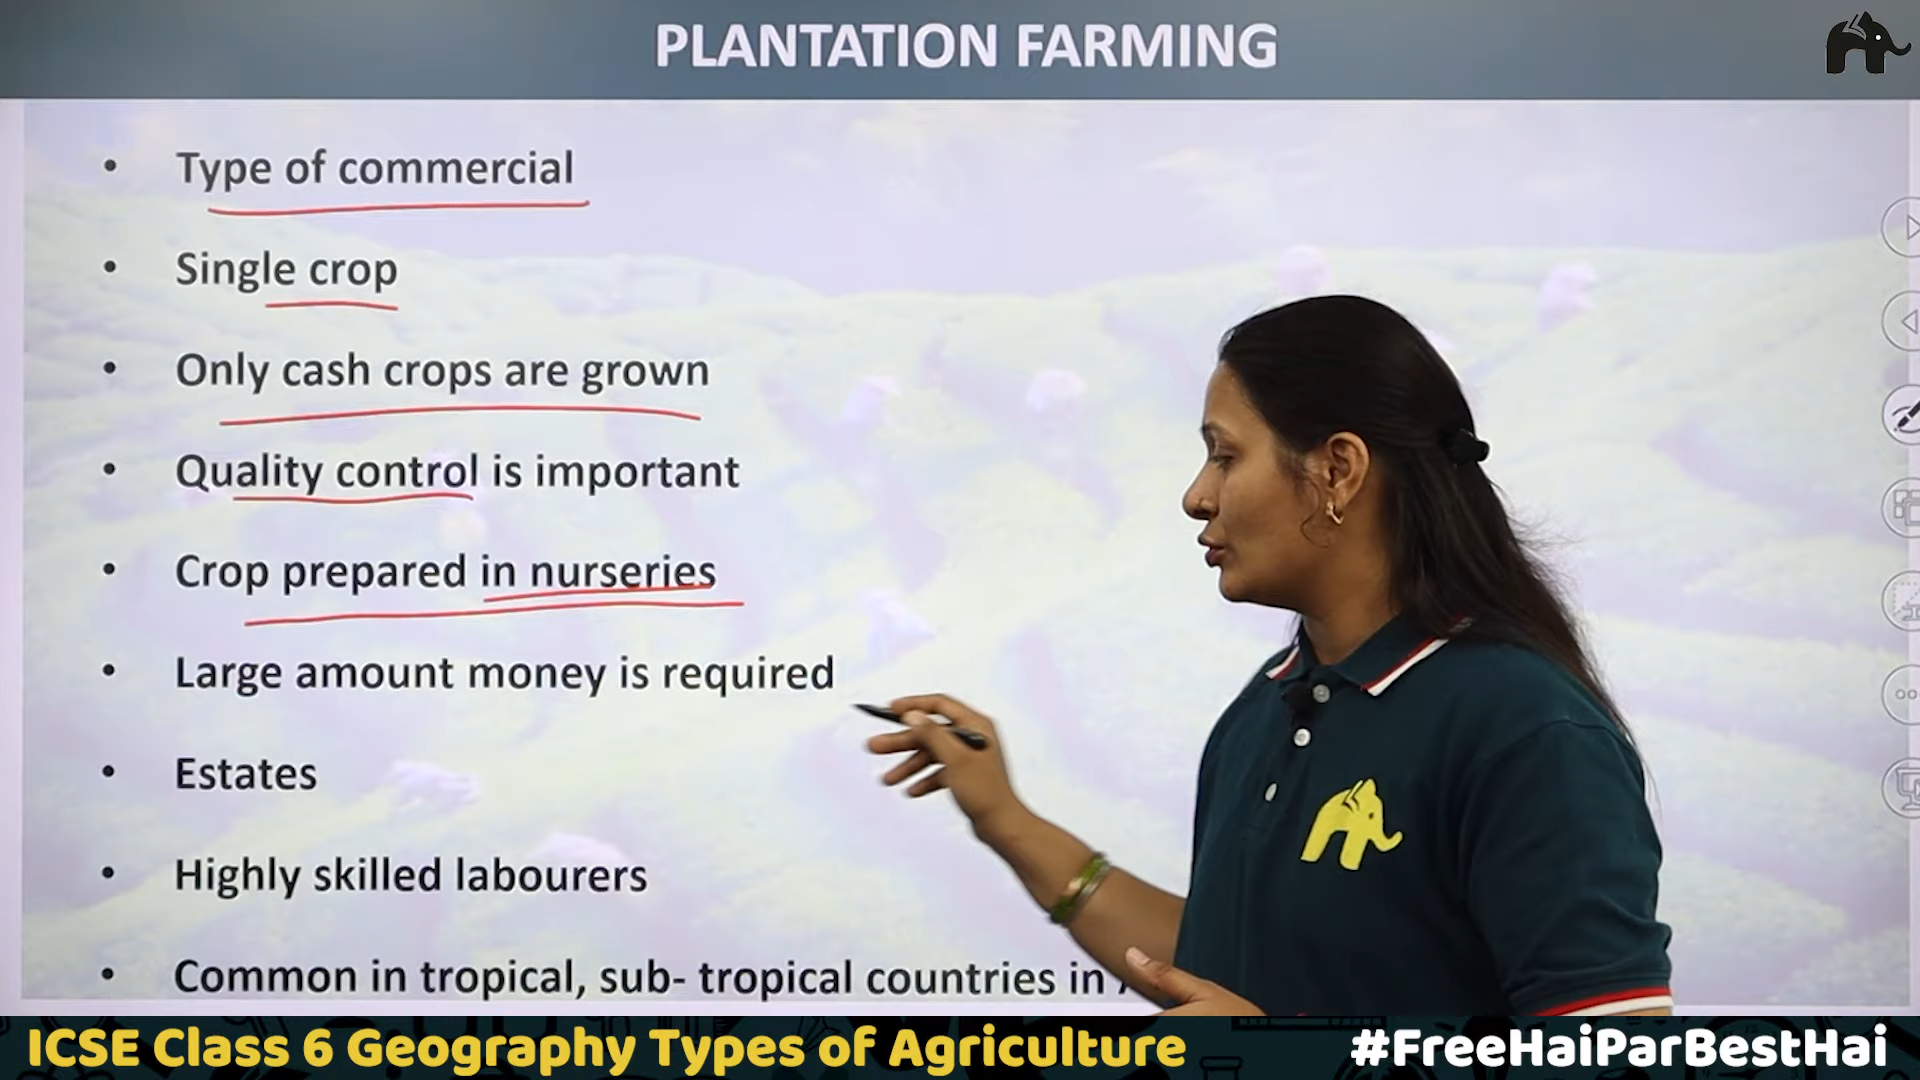 PLANTATION FARMING
• Type of commercial
• Single crop
• Only cash crops are grown
• Quality control is important
• Crop prepared in nurseries
• Large amount money is required
• Estates
• Highly skilled labourers
• Common in tropical, sub- tropical countries in
ICSE Class 6 Geography Types of Agriculture
#FreeHaiParBestHai